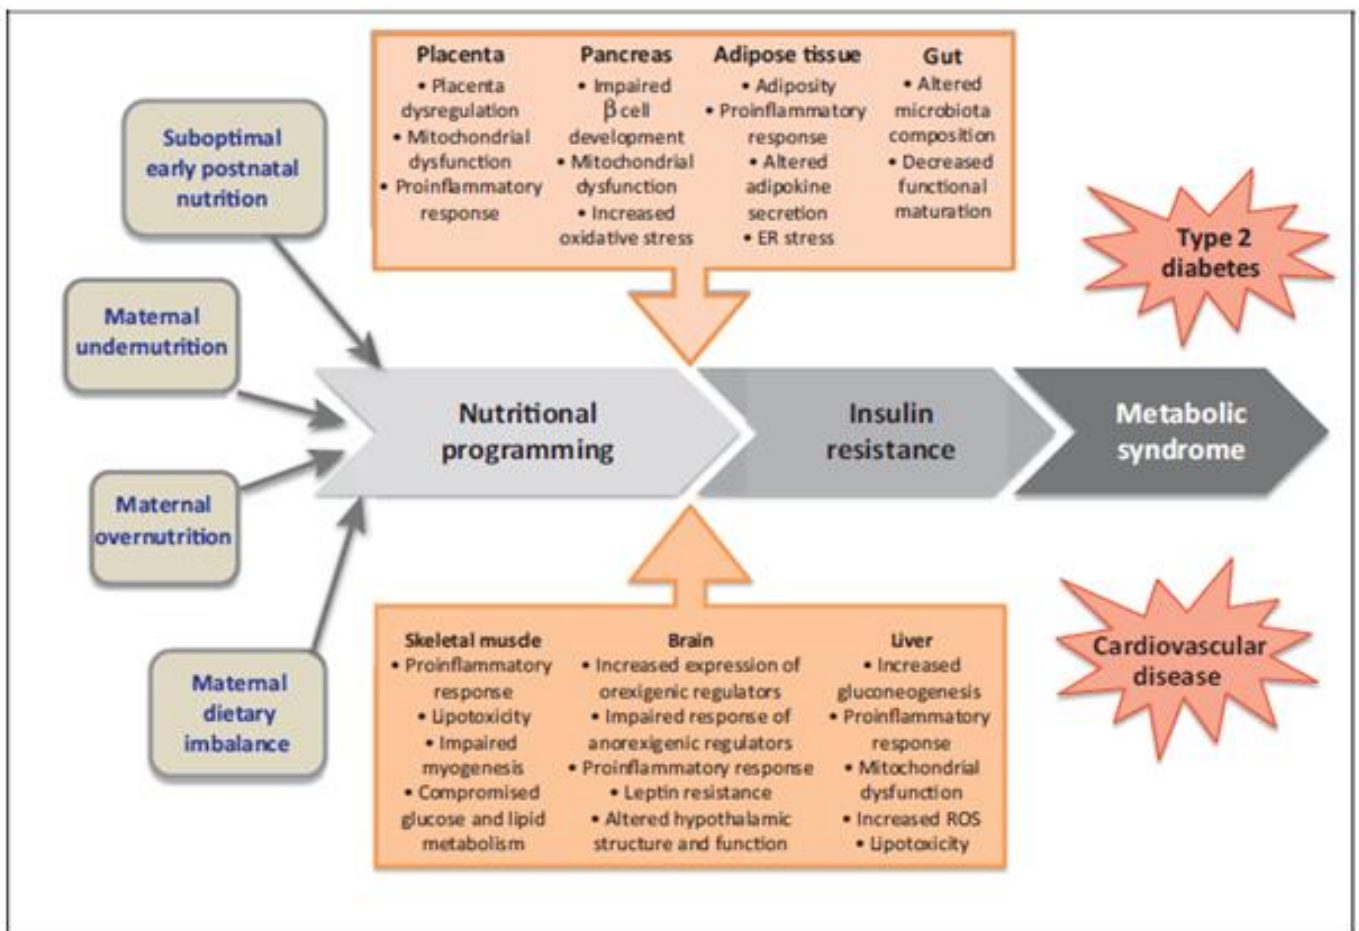 Suboptimal
early postnatal
nutrition
Maternal
undernutrition
Maternal
overnutrition
Maternal
dietary
imbalance
Placenta
• Placenta
dysregulation
• Mitochondrial
dysfunction
• Proinflammatory
response
Pancreas
• Impaired
β cell
development
• Mitochondrial
dysfunction
• Increased
oxidative stress
Adipose tissue
• Adiposity
• Proinflammatory
response
• Altered
adipokine
secretion
• ER stress
Gut
• Altered
microbiota
composition
• Decreased
functional
maturation
Nutritional
programming
Insulin
resistance
Metabolic
syndrome
Type 2
diabetes
Cardiovascular
disease
Skeletal muscle
• Proinflammatory
response
• Lipotoxicity
• Impaired
myogenesis
• Compromised
glucose and lipid
metabolism
Brain
• Increased expression of
orexigenic regulators
• Impaired response of
anorexigenic regulators
• Proinflammatory response
• Leptin resistance
• Altered hypothalamic
structure and function
Liver
• Increased
gluconeogenesis
• Proinflammatory
response
• Mitochondrial
dysfunction
• Increased ROS
• Lipotoxicity